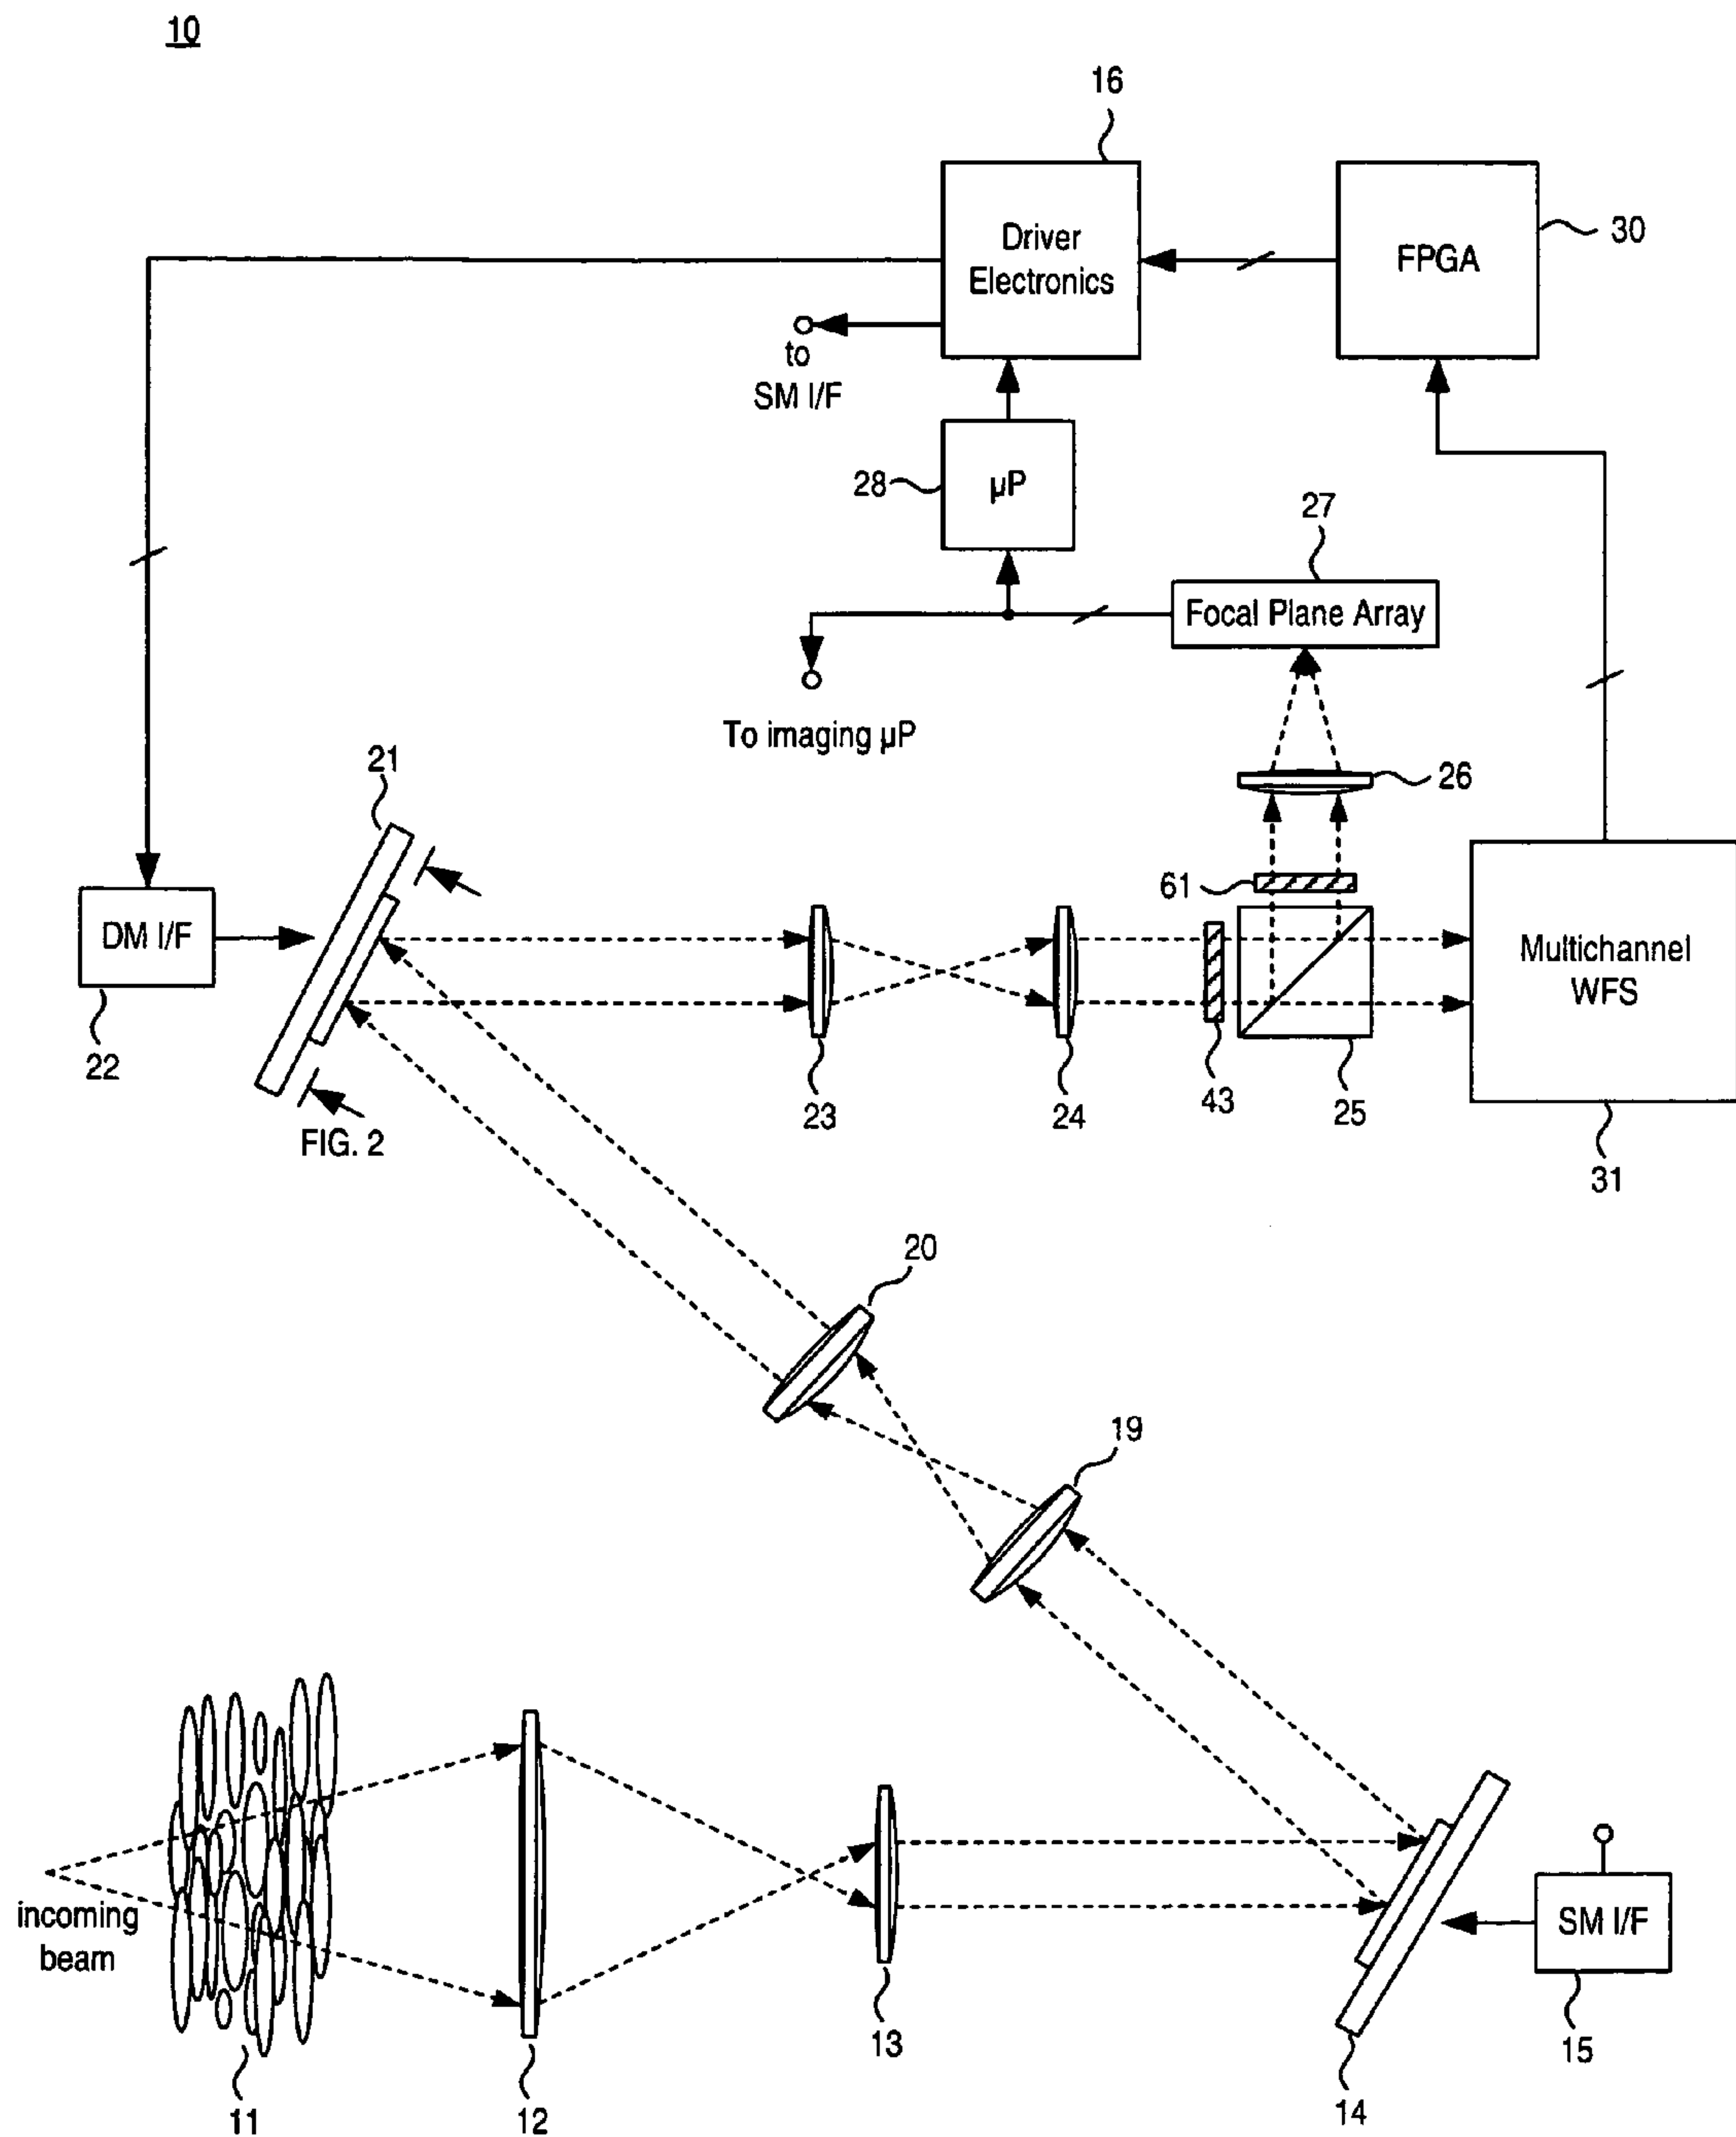 10
16
Driver
Electronics
FPGA
30
to
SM I/F
28
µP
27
Focal Plane Array
To imaging µP
21
26
61
DM I/F
Multichannel
WFS
22
23
24
43
25
31
FIG. 2
20
19
incoming
beam
SM I/F
13
15
11
12
14